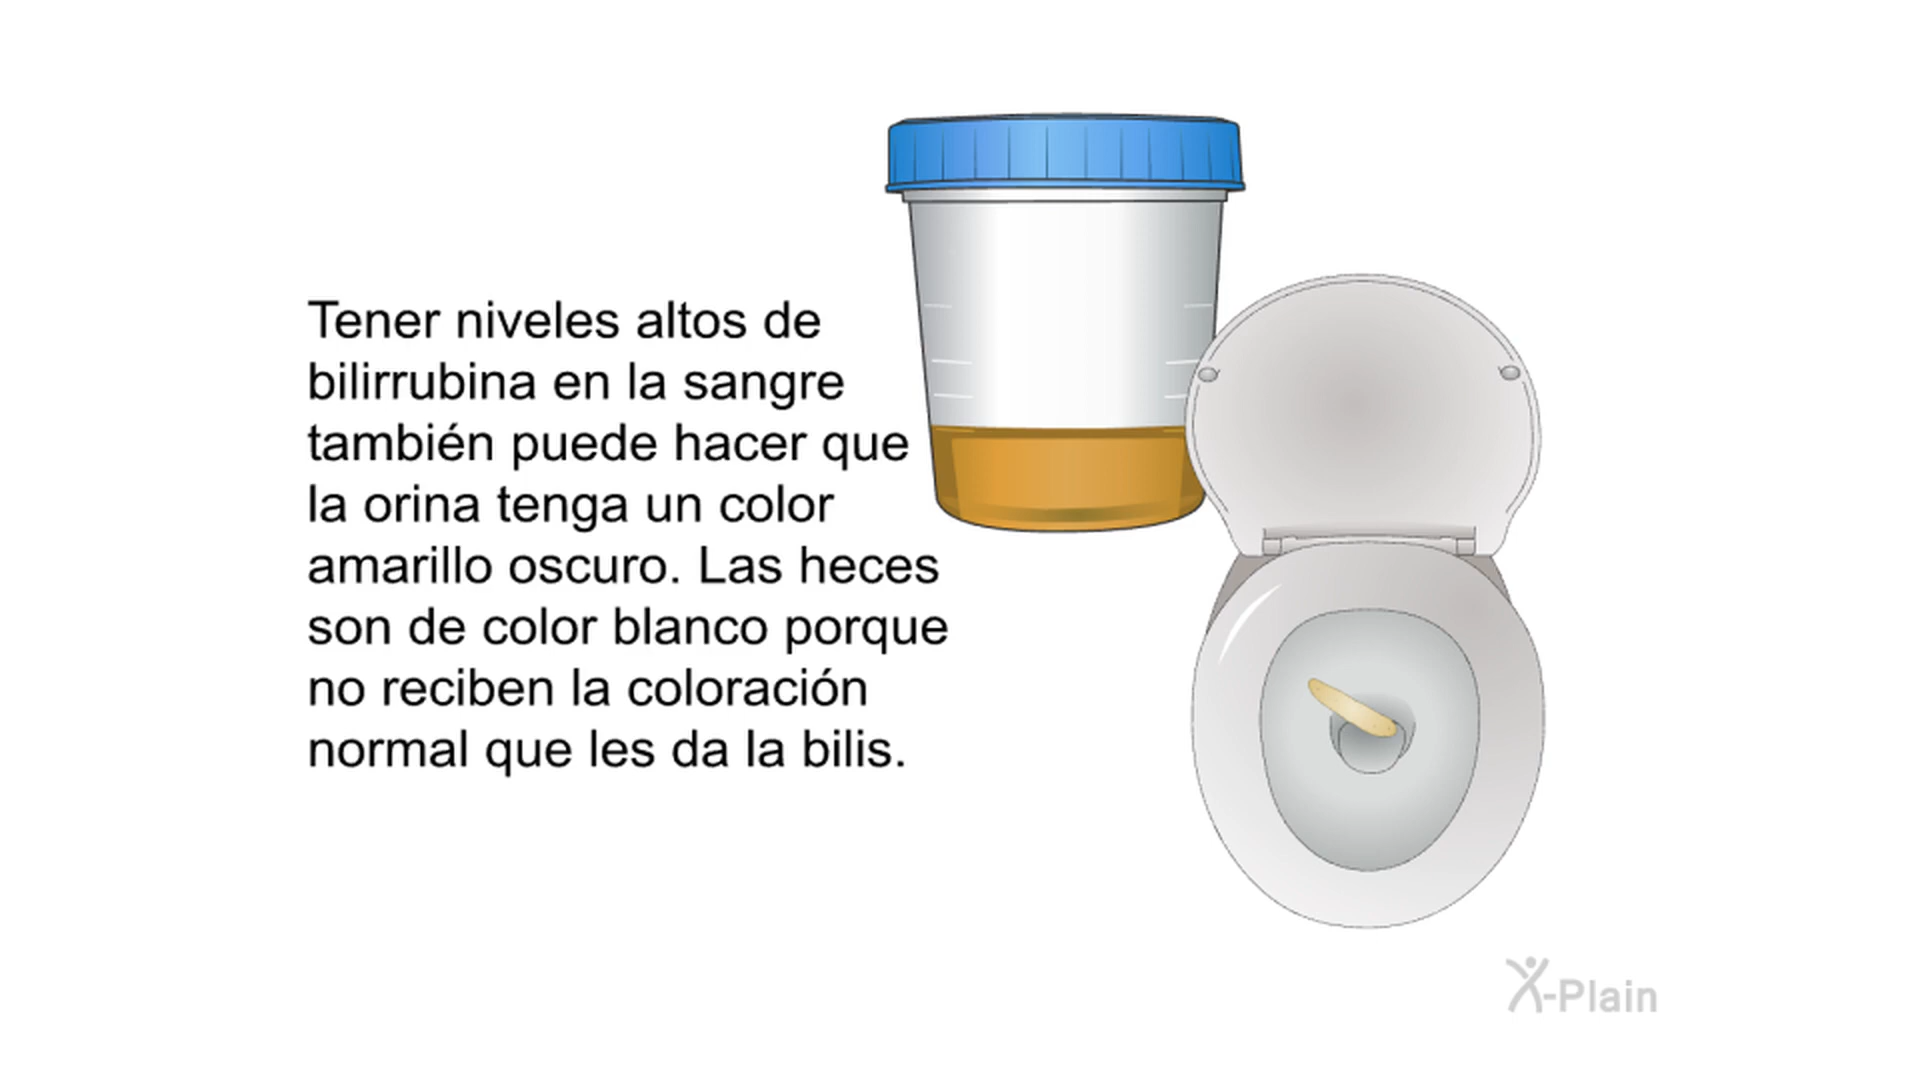 Tener niveles altos de
bilirrubina en la sangre
también puede hacer que
la orina tenga un color
amarillo oscuro. Las heces
son de color blanco porque
no reciben la coloración
normal que les da la bilis.
X-Plain